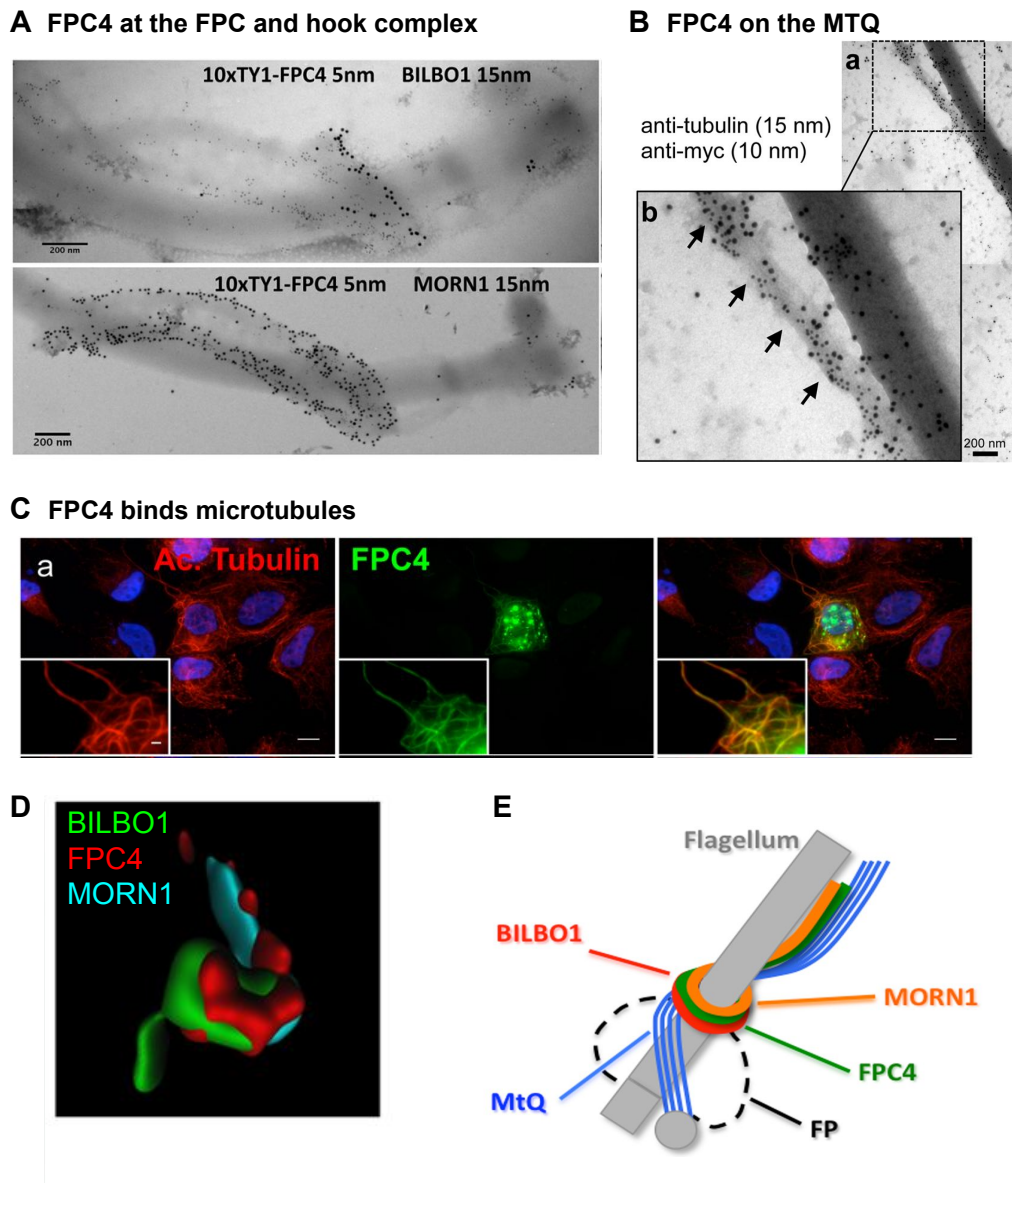 A FPC4 at the FPC and hook complex
10xTY1-FPC4 5nm BILBO1 15nm
200 nm
10xTY1-FPC4 5nm MORN1 15nm
200 nm
B FPC4 on the MTQ
a
anti-tubulin (15 nm)
anti-myc (10 nm)
b
200 nm
C FPC4 binds microtubules
a
Ac. Tubulin
FPC4
D
BILBO1
FPC4
MORN1
E
Flagellum
BILBO1
MORN1
FPC4
MtQ
FP